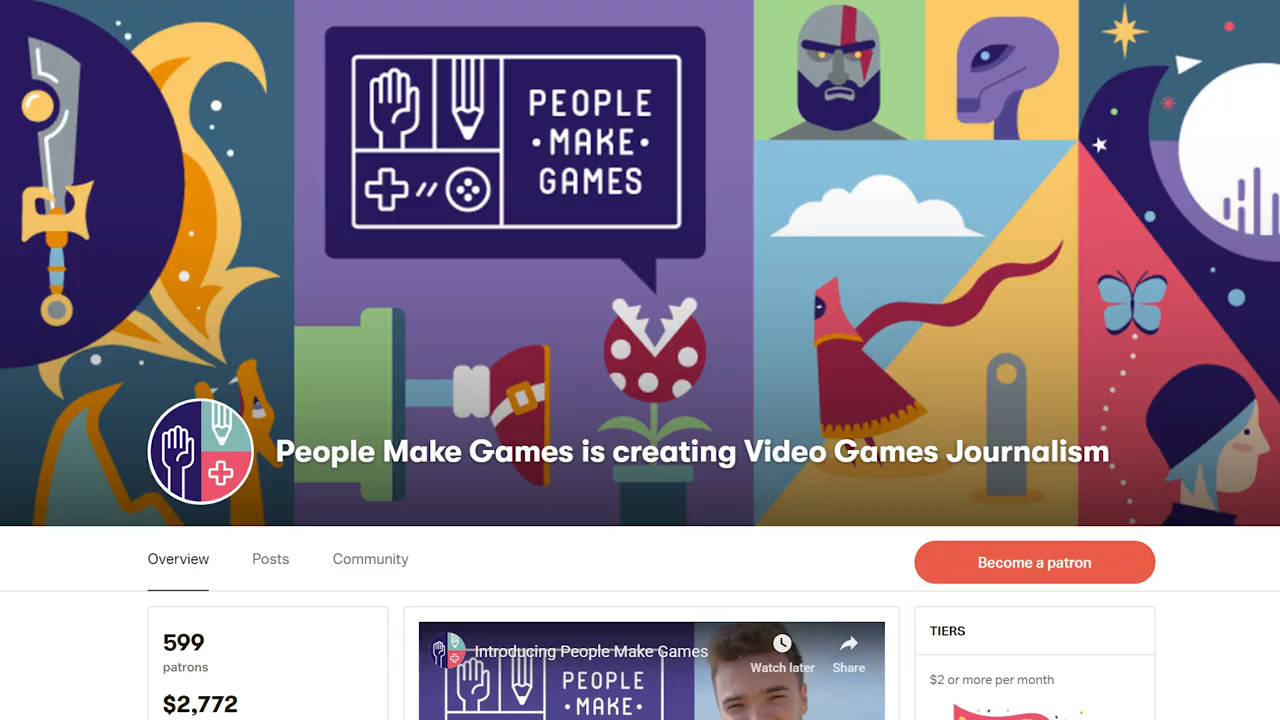 PEOPLE
·MAKE·
GAMES
People Make Games is creating Video Games Journalism
Overview
Posts
Community
Become a patron
599
patrons
$2,772
Introducing People Make Games
Watch later
Share
PEOPLE
·MAKE·
TIERS
$2 or more per month